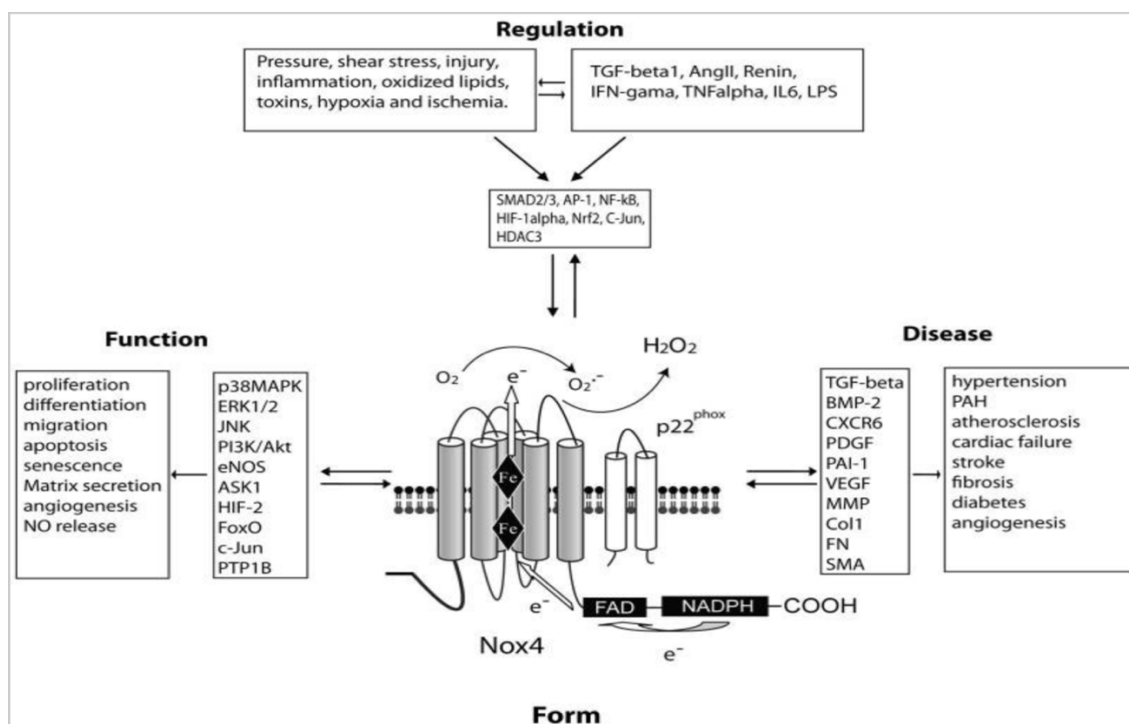 Regulation
Pressure, shear stress, injury,
inflammation, oxidized lipids,
toxins, hypoxia and ischemia.
TGF-beta1, AngII, Renin,
IFN-gama, TNFalpha, IL6, LPS
SMAD2/3, AP-1, NF-kB,
HIF-1alpha, Nrf2, C-Jun,
HDAC3
Function
proliferation
differentiation
migration
apoptosis
senescence
Matrix secretion
angiogenesis
NO release
p38MAPK
ERK1/2
JNK
PI3K/Akt
eNOS
ASK1
HIF-2
FoxO
c-Jun
PTP1B
O₂
e⁻
O₂·⁻
H₂O₂
p22phox
Fe
Fe
e⁻
FAD
NADPH
COOH
e⁻
Nox4
Disease
TGF-beta
BMP-2
CXCR6
PDGF
PAI-1
VEGF
MMP
Col1
FN
SMA
hypertension
PAH
atherosclerosis
cardiac failure
stroke
fibrosis
diabetes
angiogenesis
Form